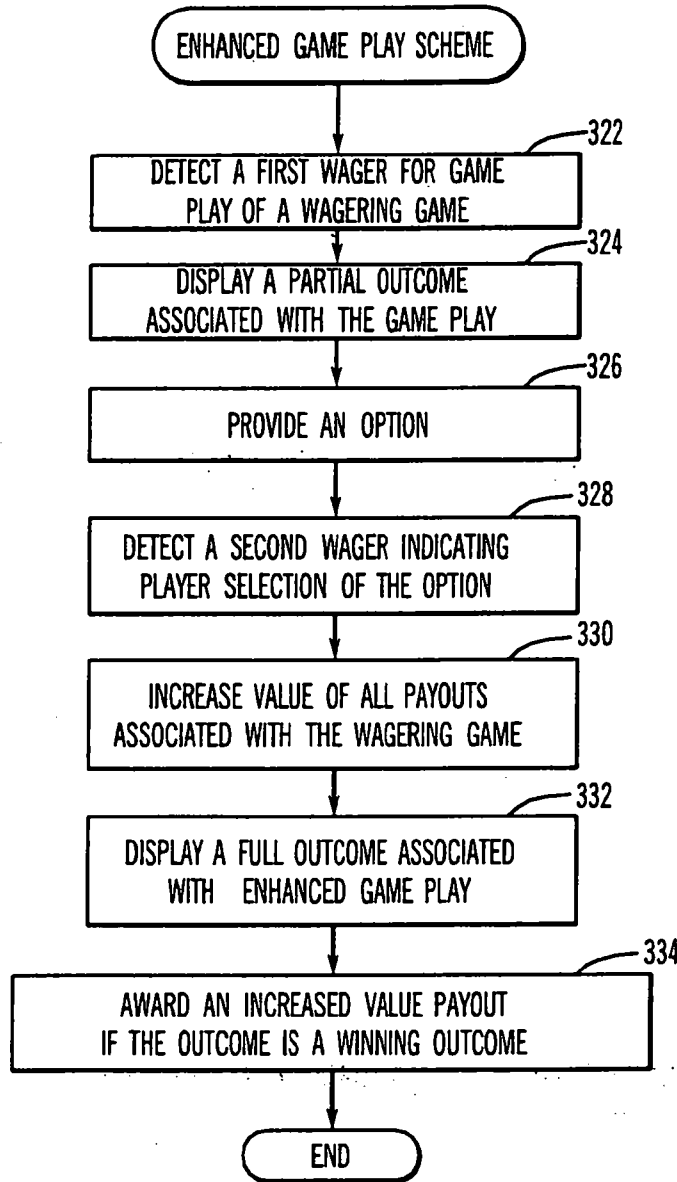 ENHANCED GAME PLAY SCHEME
322
DETECT A FIRST WAGER FOR GAME
PLAY OF A WAGERING GAME
324
DISPLAY A PARTIAL OUTCOME
ASSOCIATED WITH THE GAME PLAY
326
PROVIDE AN OPTION
328
DETECT A SECOND WAGER INDICATING
PLAYER SELECTION OF THE OPTION
330
INCREASE VALUE OF ALL PAYOUTS
ASSOCIATED WITH THE WAGERING GAME
332
DISPLAY A FULL OUTCOME ASSOCIATED
WITH ENHANCED GAME PLAY
334
AWARD AN INCREASED VALUE PAYOUT
IF THE OUTCOME IS A WINNING OUTCOME
END